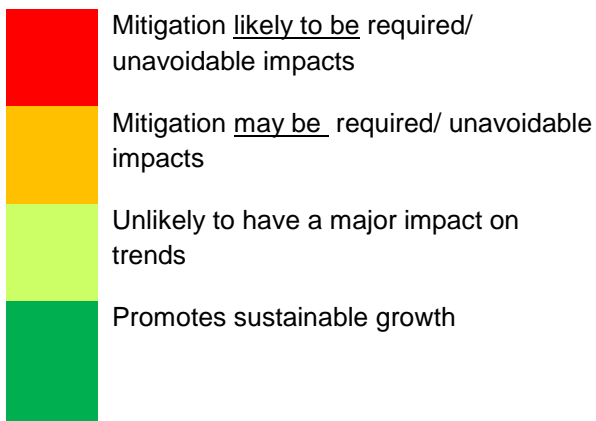 Mitigation likely to be required/
unavoidable impacts
Mitigation may be required/ unavoidable
impacts
Unlikely to have a major impact on
trends
Promotes sustainable growth